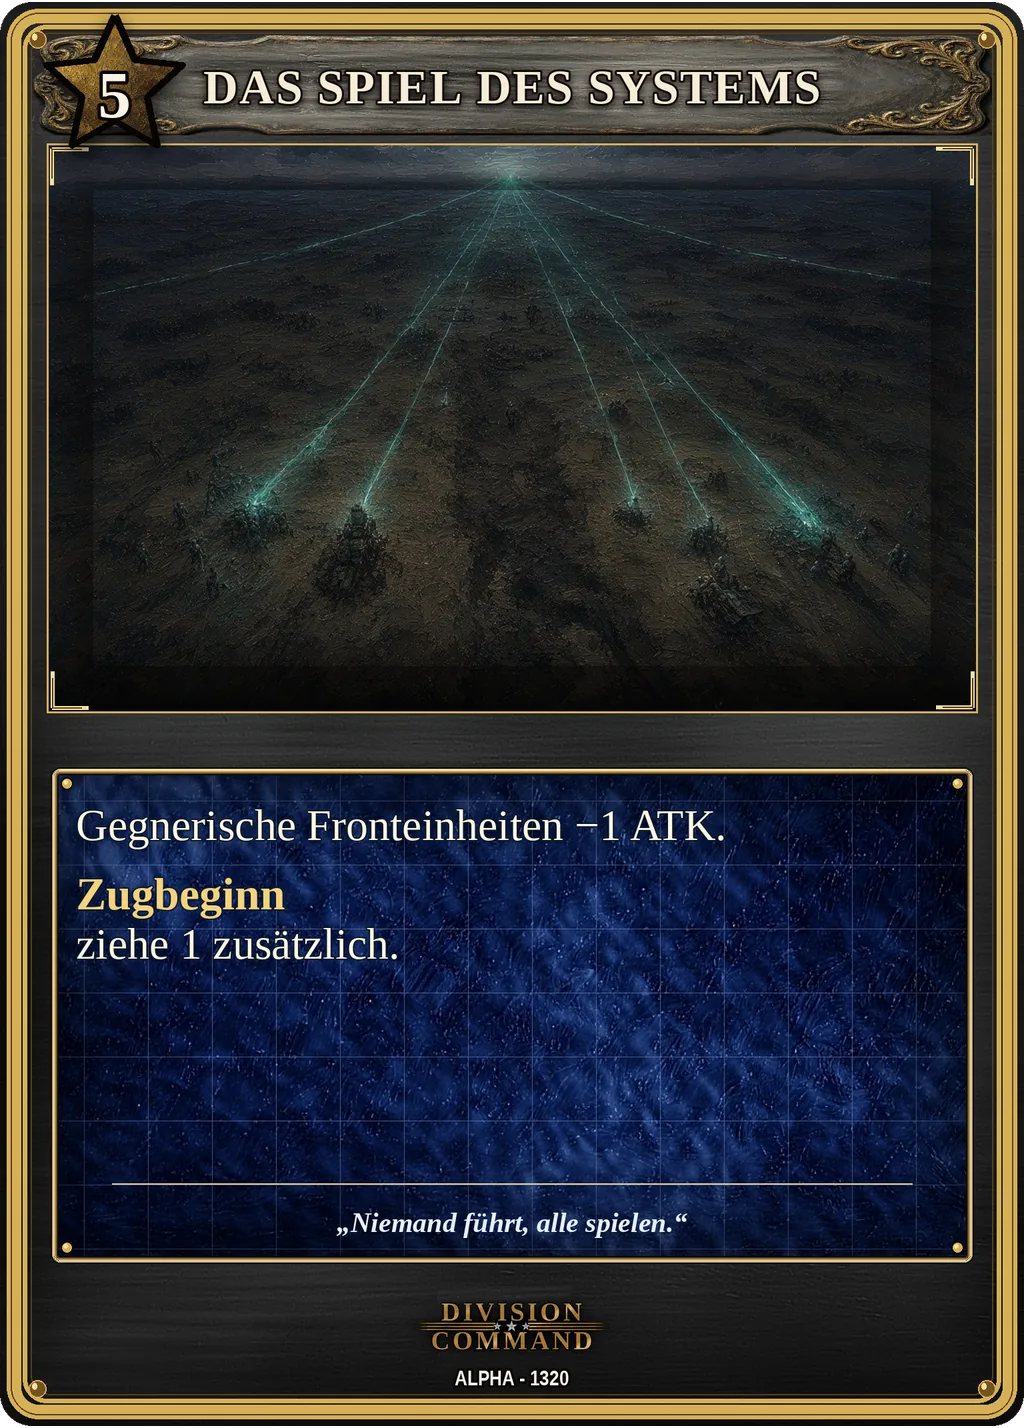 5
DAS SPIEL DES SYSTEMS
Gegnerische Fronteinheiten −1 ATK.
Zugbeginn
ziehe 1 zusätzlich.
„Niemand führt, alle spielen.“
DIVISION
COMMAND
ALPHA - 1320